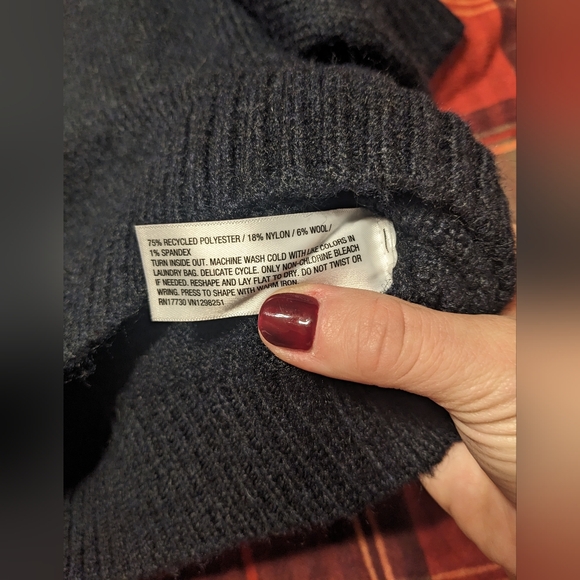 75% RECYCLED POLYESTER / 18% NYLON / 6% WOOL /
1% SPANDEX
TURN INSIDE OUT. MACHINE WASH COLD WITH LIKE COLORS IN
LAUNDRY BAG. DELICATE CYCLE. ONLY NON-CHLORINE BLEACH
IF NEEDED. RESHAPE AND LAY FLAT TO DRY. DO NOT TWIST OR
WRING. PRESS TO SHAPE WITH WARM IRON.
RN17730 VN1298251